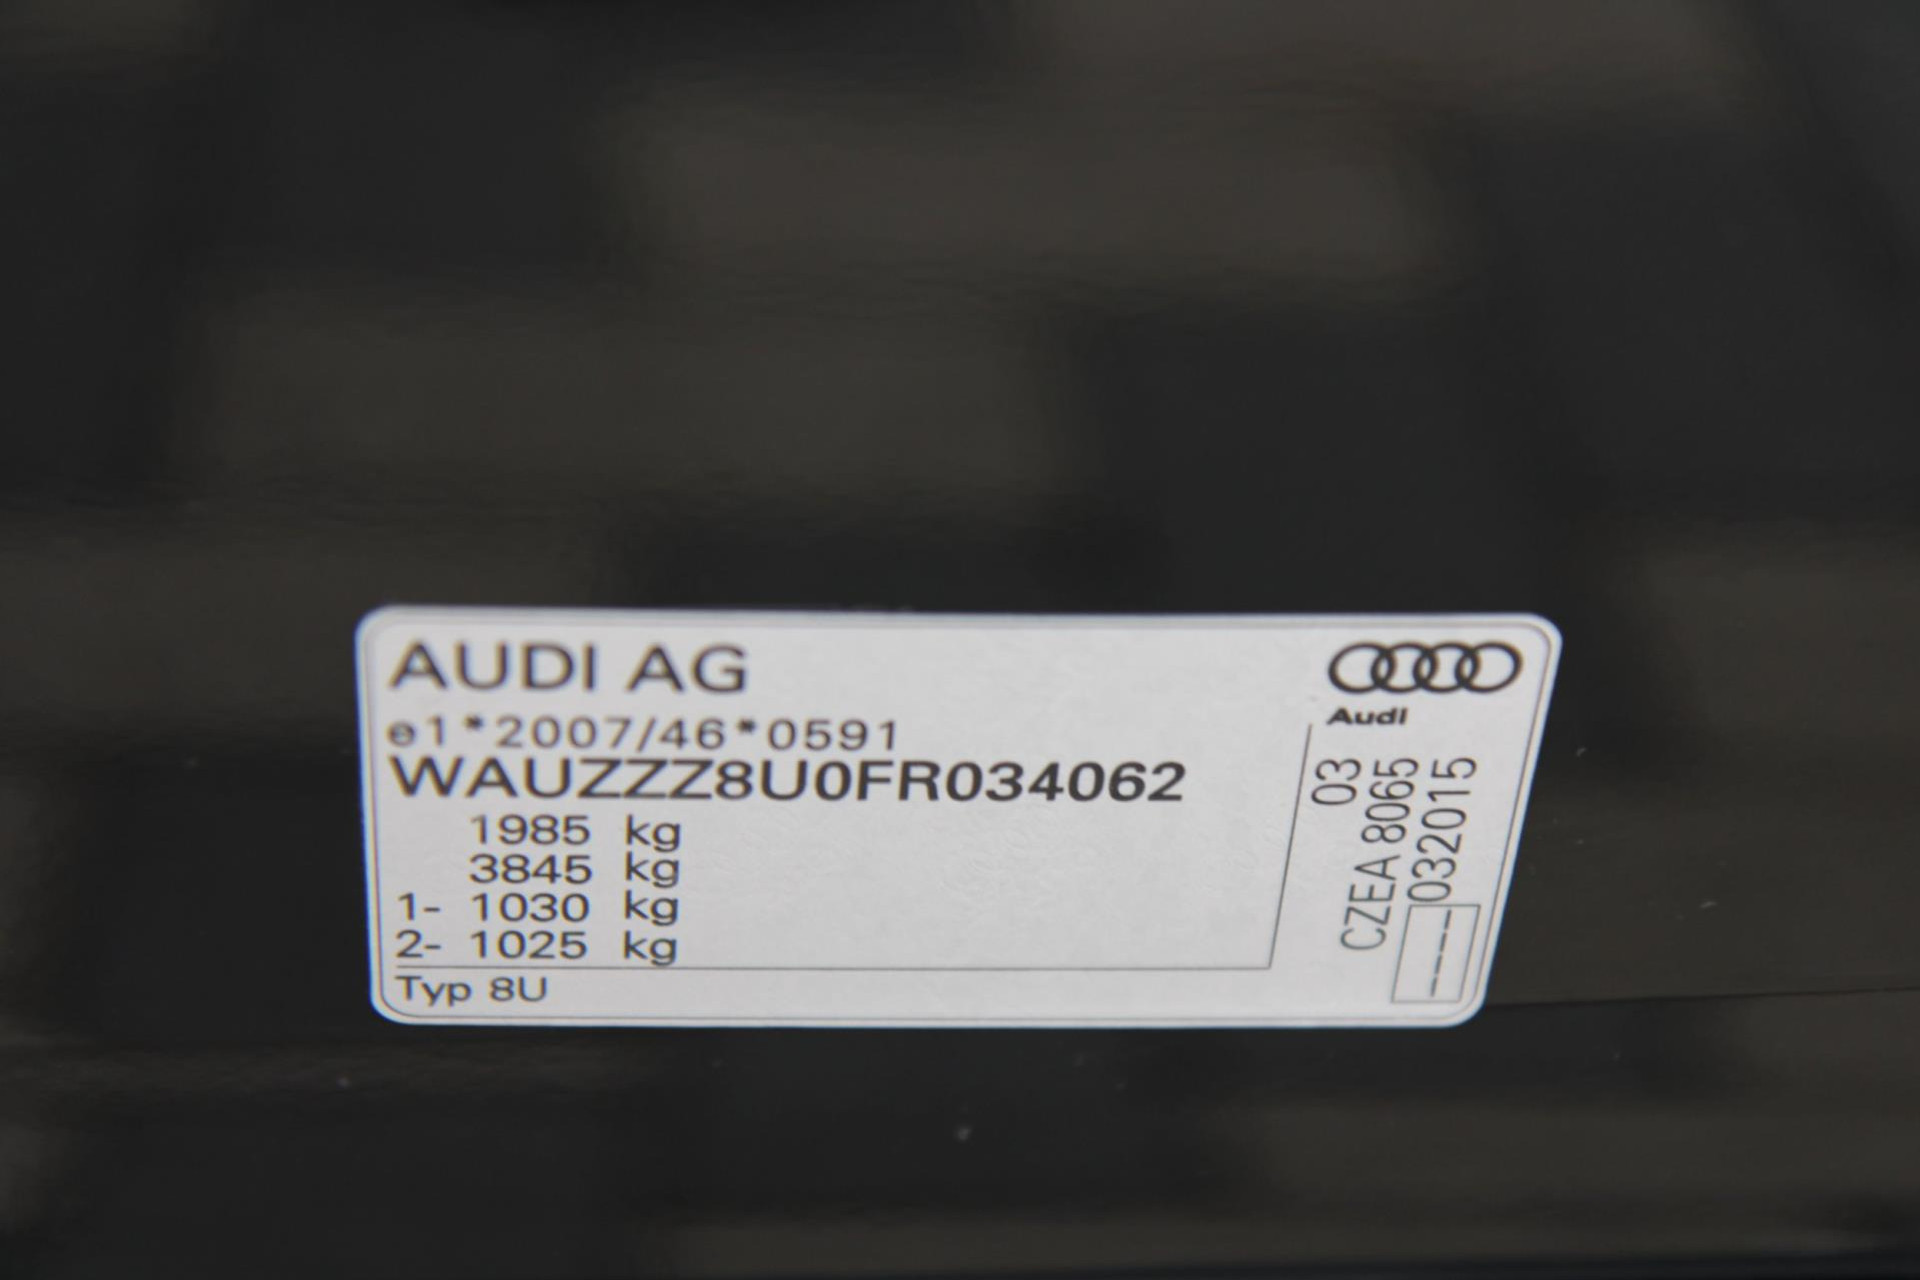 AUDI AG
e1*2007/46*0591
WAUZZZ8U0FR034062
1985 kg
3845 kg
1- 1030 kg
2- 1025 kg
Typ 8U
Audi
03
CZEA 8065
032015
-----